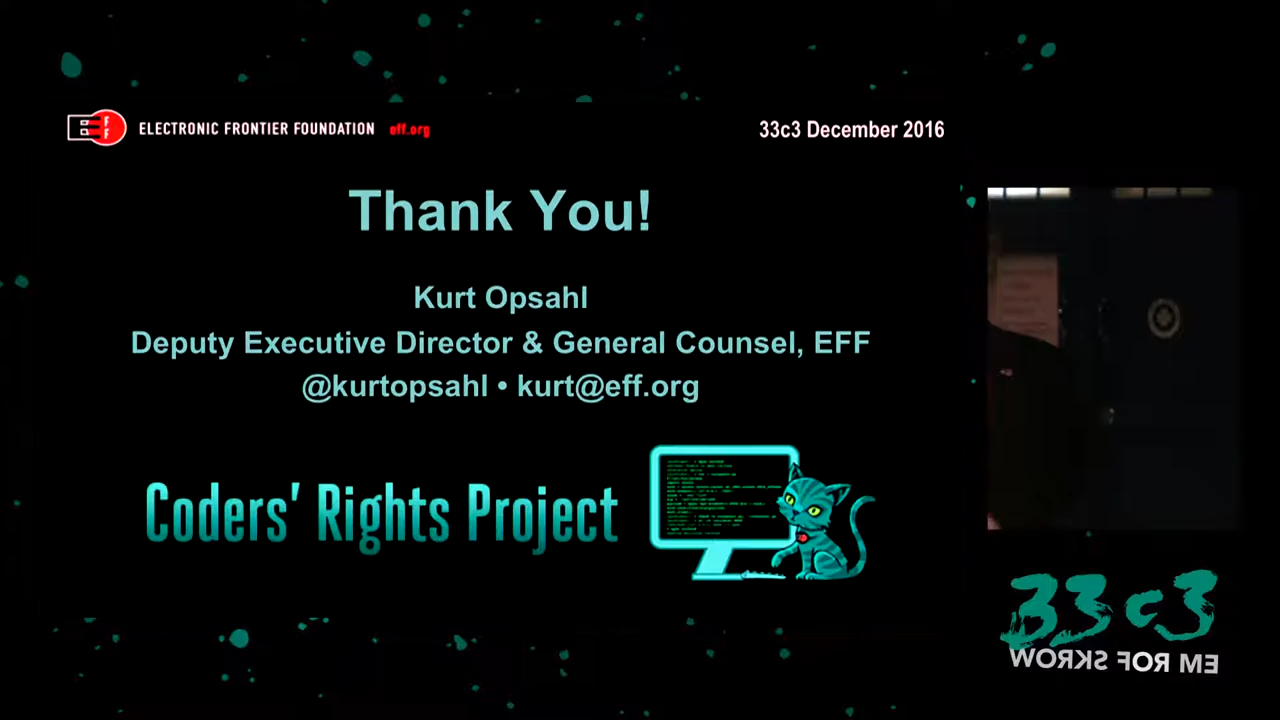 ELECTRONIC FRONTIER FOUNDATION eff.org
33c3 December 2016
Thank You!
Kurt Opsahl
Deputy Executive Director & General Counsel, EFF
@kurtopsahl • kurt@eff.org
Coders' Rights Project
33c3
WORKS FOR ME